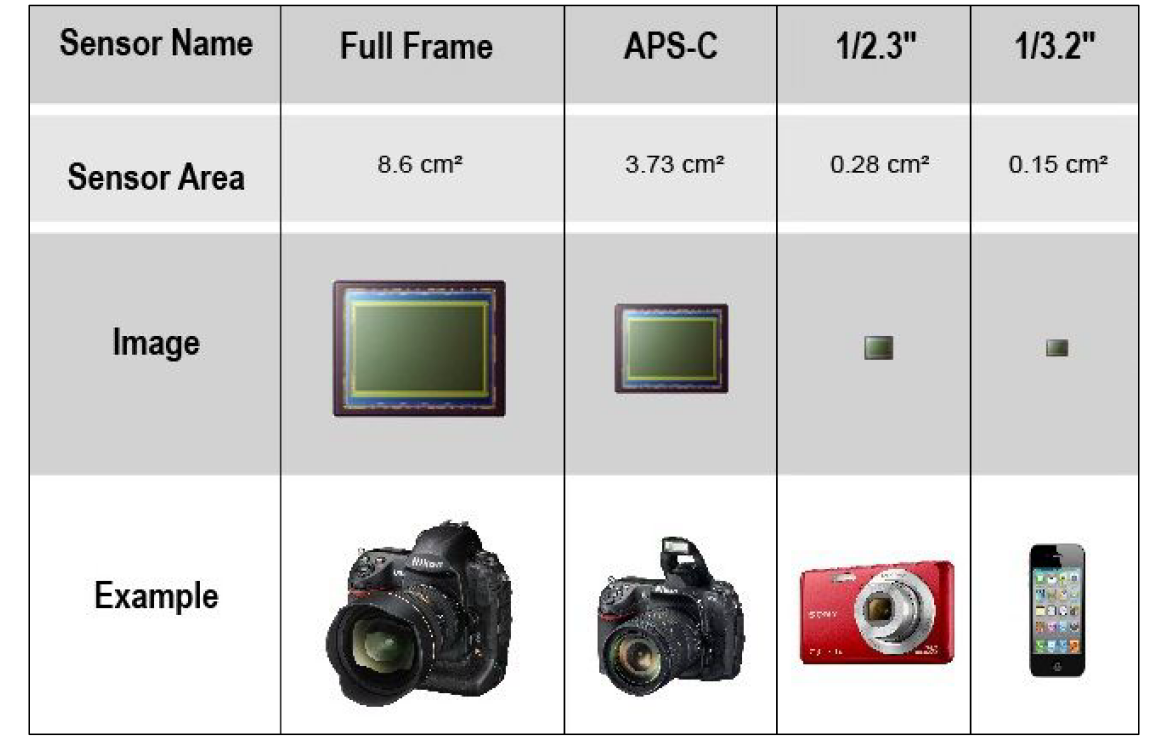 Sensor Name Full Frame APS-C 1/2.3" 1/3.2"
Sensor Area 8.6 cm² 3.73 cm² 0.28 cm² 0.15 cm²
Image
Example
Nikon
Nikon
SONY